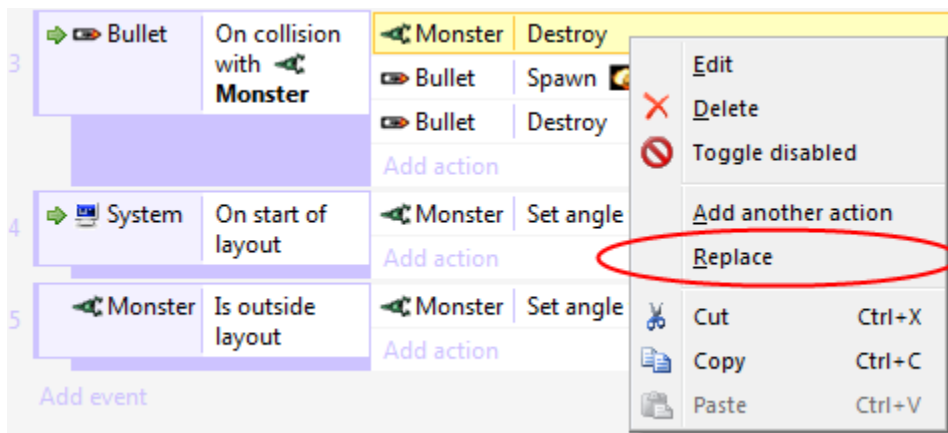 3
Bullet
On collision
with
Monster
Monster Destroy
Bullet Spawn
Bullet Destroy
Add action
4
System
On start of
layout
Monster Set angle
Add action
5
Monster
Is outside
layout
Monster Set angle
Add action
Add event
Edit
Delete
Toggle disabled
Add another action
Replace
Cut Ctrl+X
Copy Ctrl+C
Paste Ctrl+V